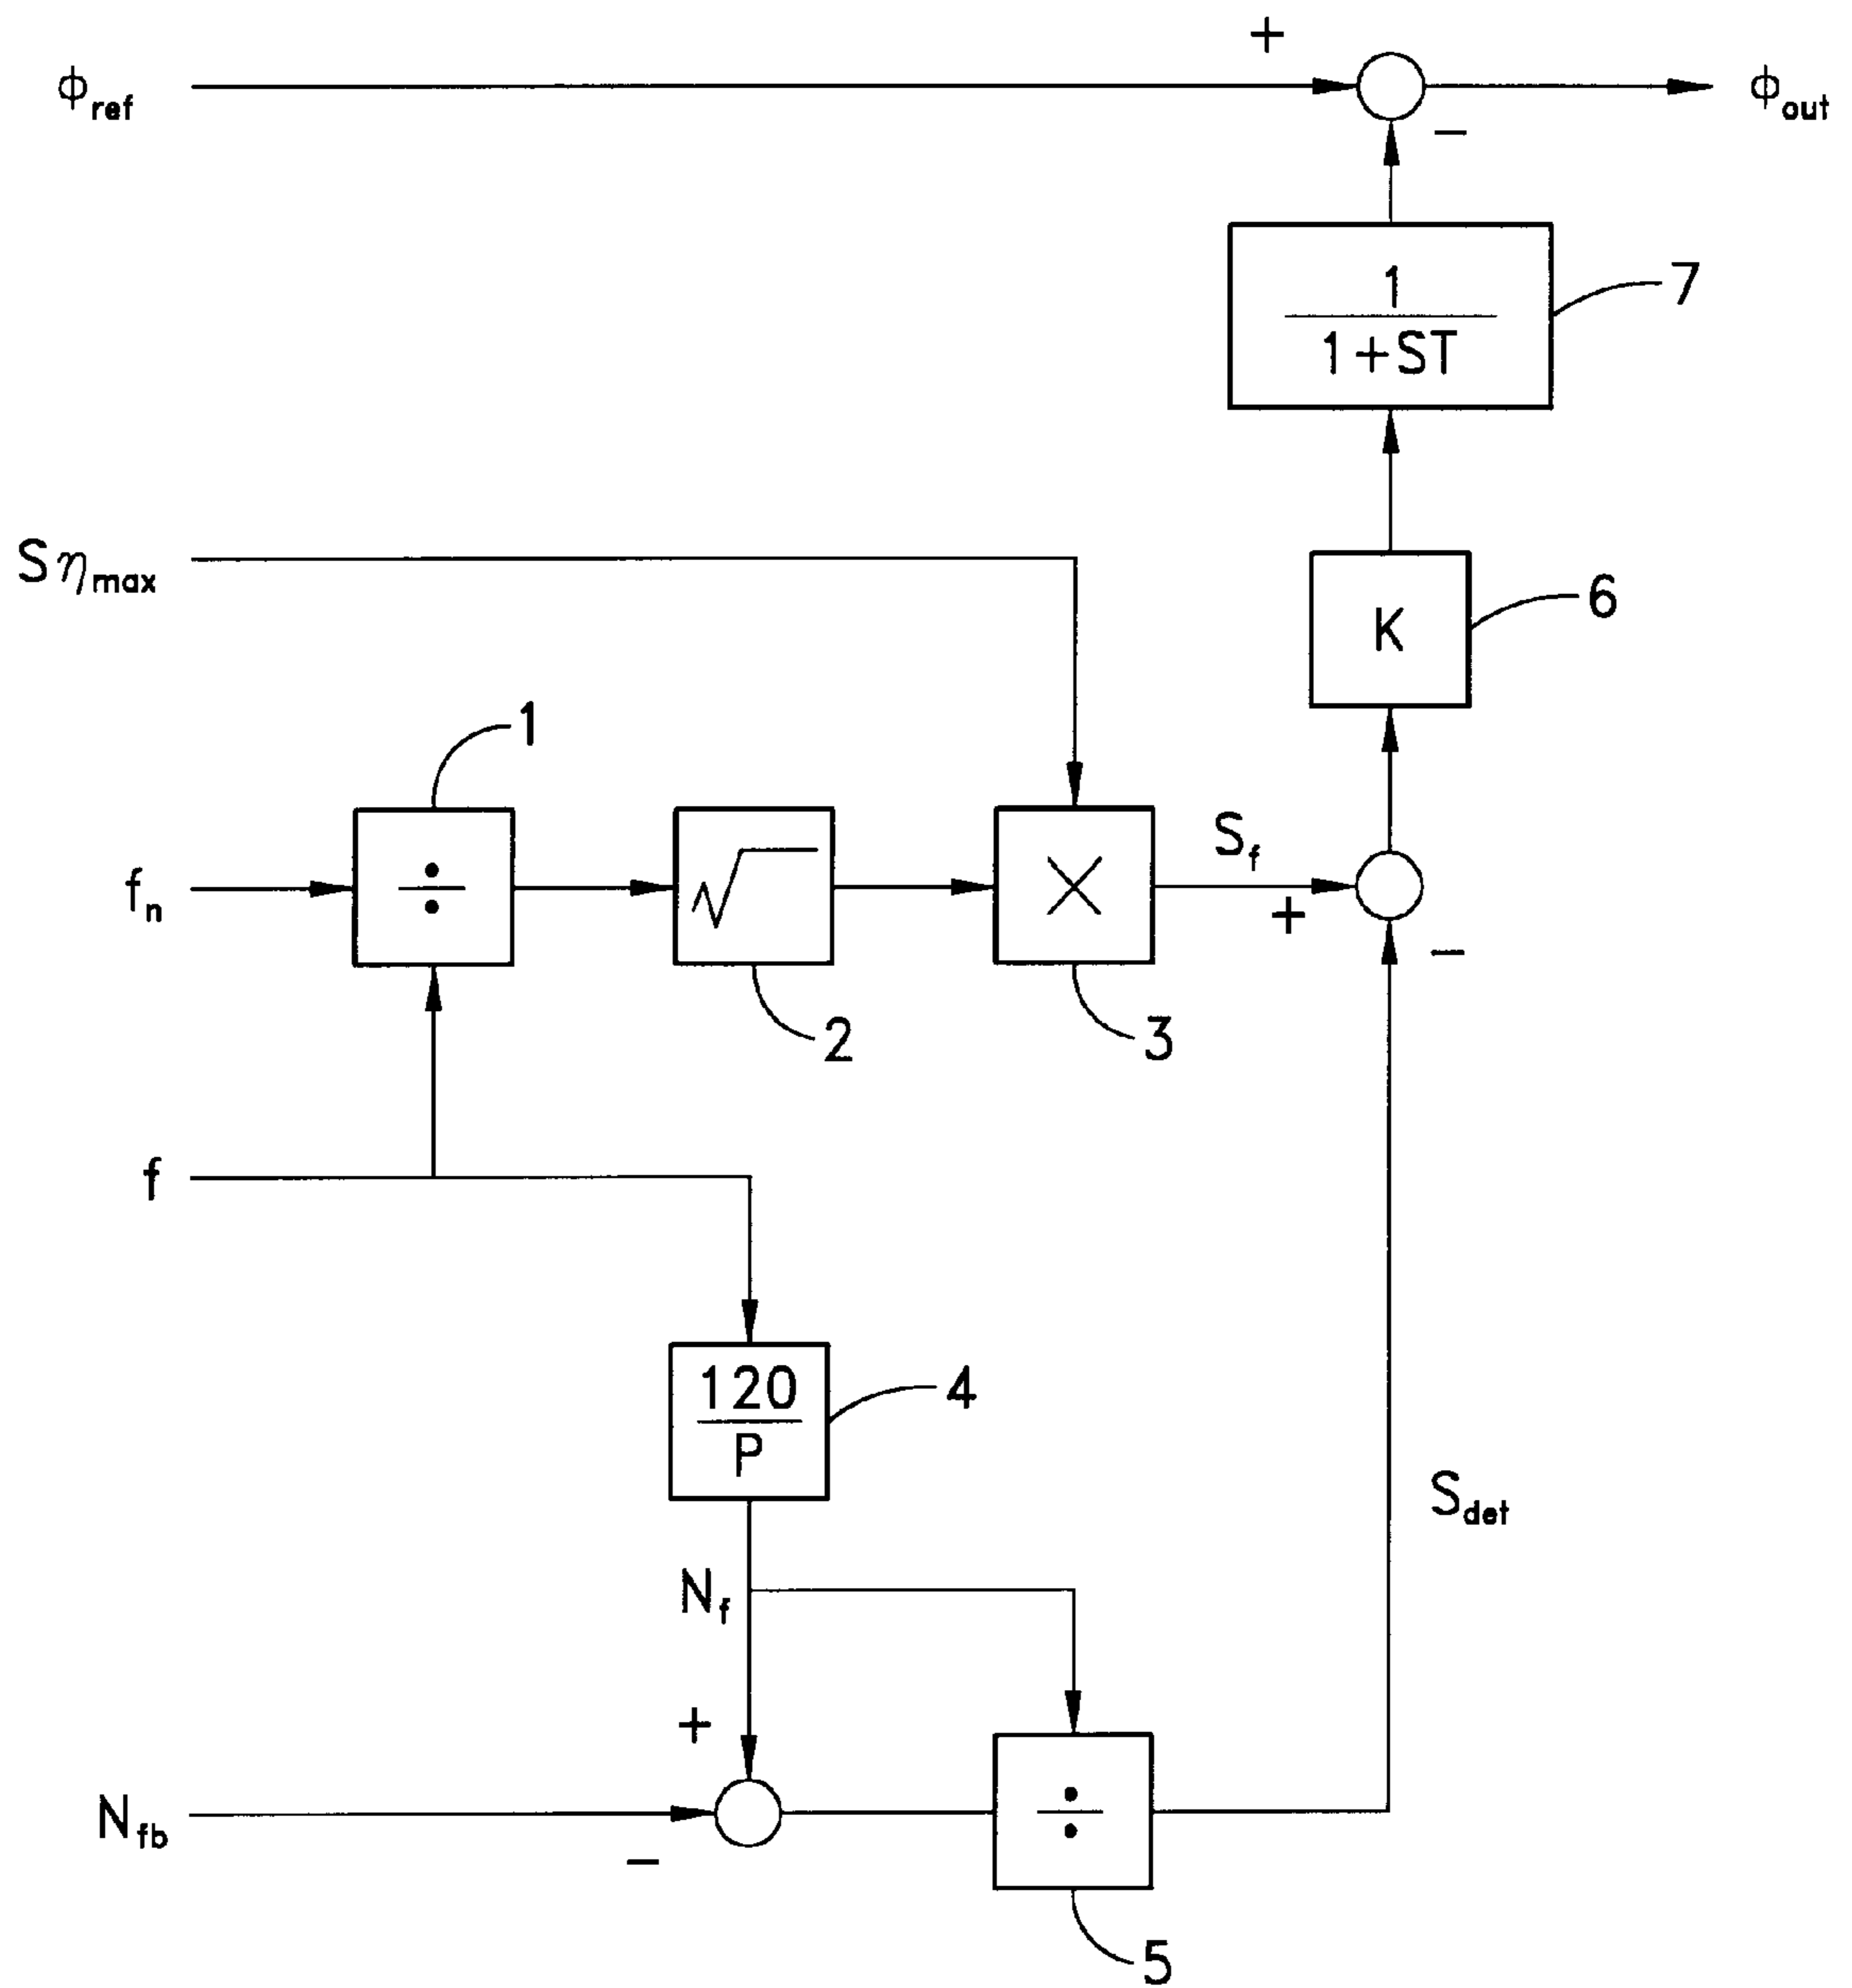 +
ϕref ϕout
−
1
1+ST
7
Sηmax
K
6
1
÷
√
×
Sf
fn
+
−
2
3
f
120
P
4
Sdet
Nf
+
÷
Nfb
−
5